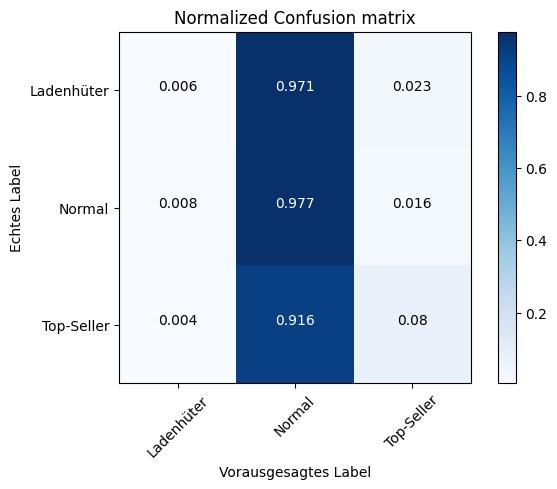 Normalized Confusion matrix
Echtes Label
Ladenhüter
0.006 0.971 0.023
Normal
0.008 0.977 0.016
Top-Seller
0.004 0.916 0.08
Ladenhüter
Normal
Top-Seller
Vorausgesagtes Label
0.8
0.6
0.4
0.2